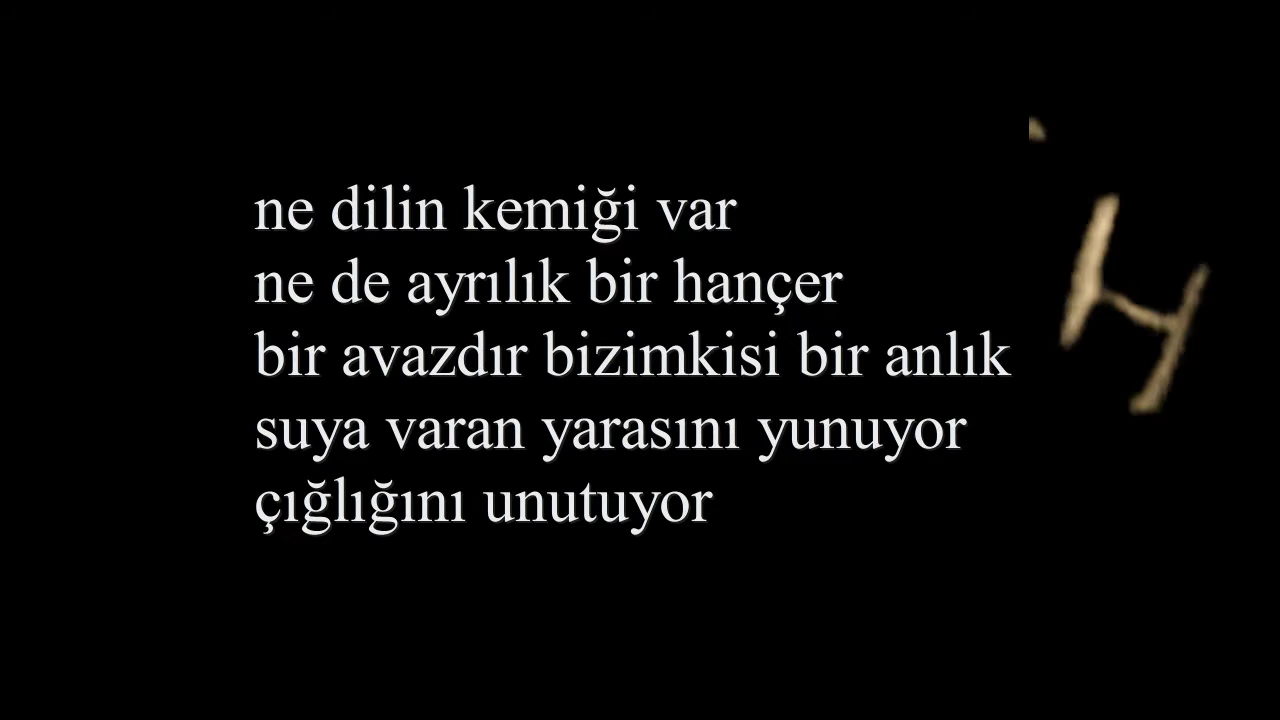 ne dilin kemiği var
ne de ayrılık bir hançer
bir avazdır bizimkisi bir anlık
suya varan yarasını yunuyor
çığlığını unutuyor
H